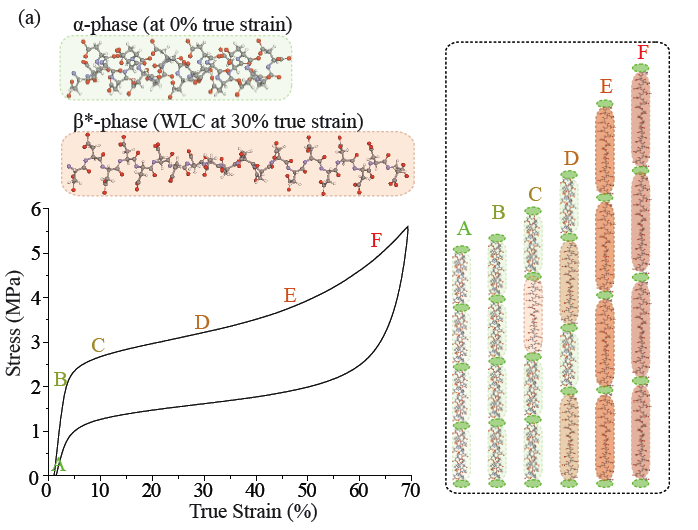 (a)
α-phase (at 0% true strain)
β*-phase (WLC at 30% true strain)
6
5
4
3
2
1
0
Stress (MPa)
A
B
C
D
E
F
0 10 20 30 40 50 60 70
True Strain (%)
A
B
C
D
E
F